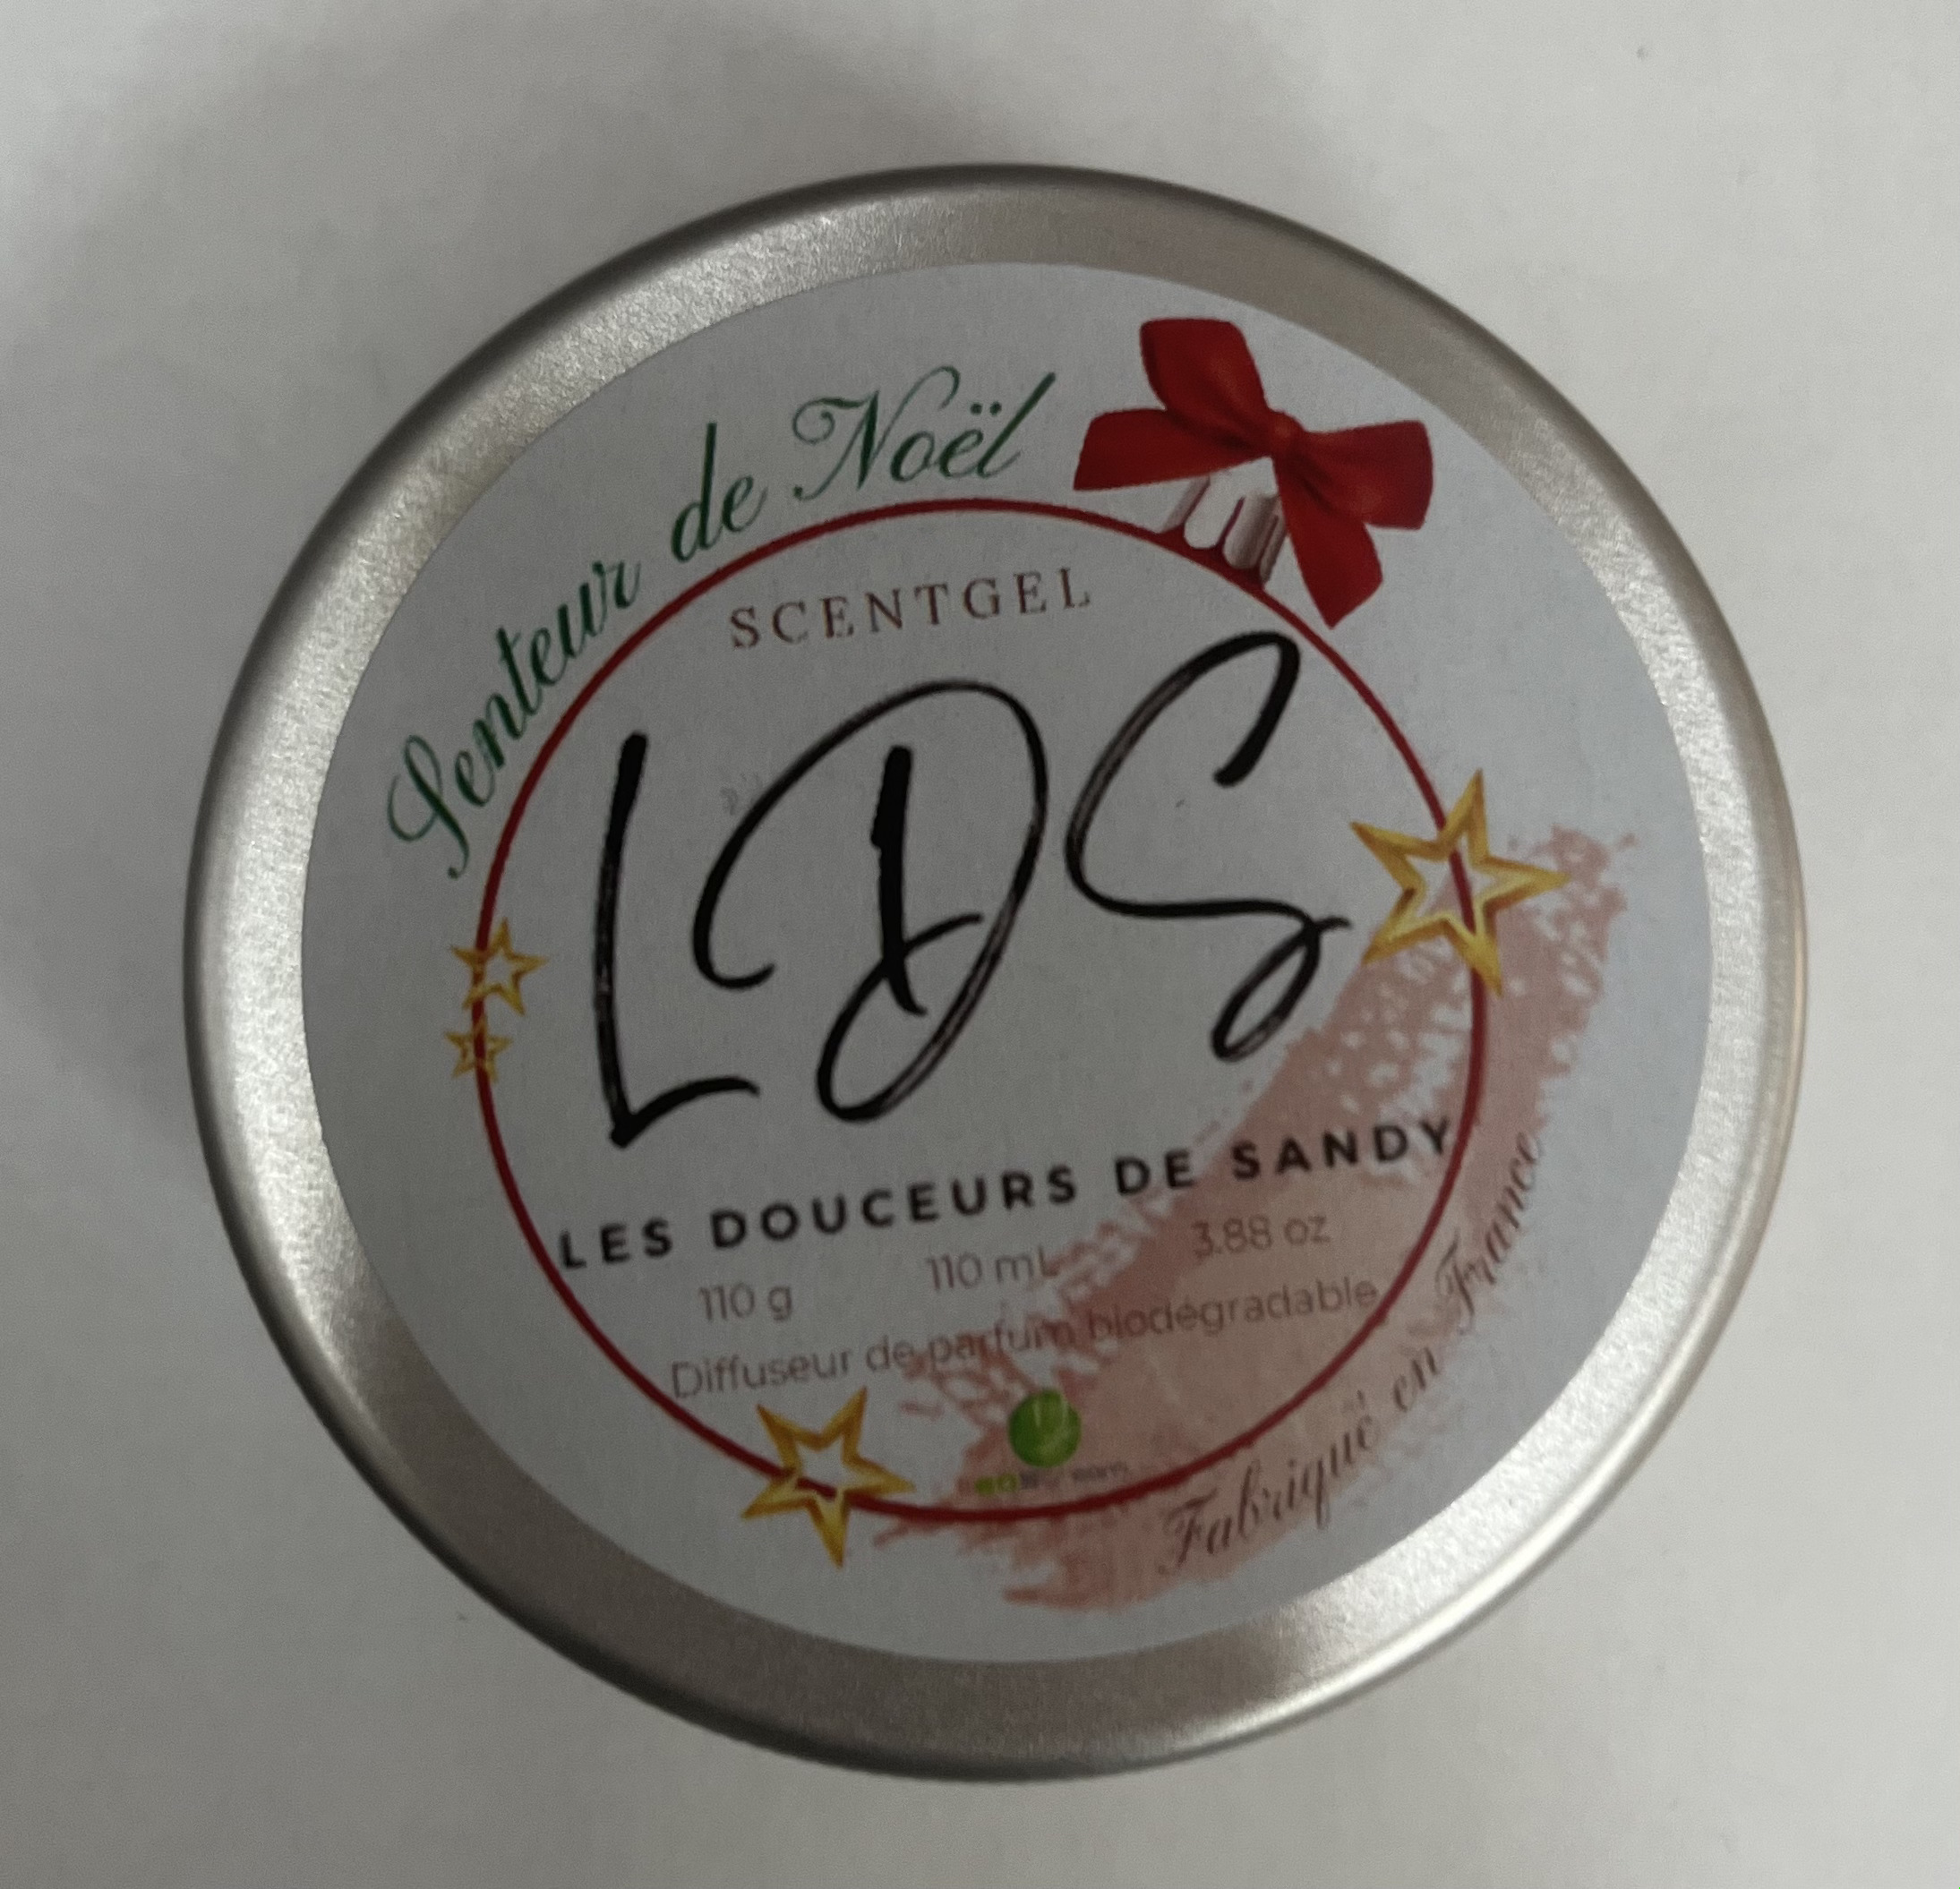 Senteur de Noël
SCENTGEL
LDS
LES DOUCEURS DE SANDY
110 g 110 mL 3.88 oz
Diffuseur de parfum biodégradable
Fabriqué en France